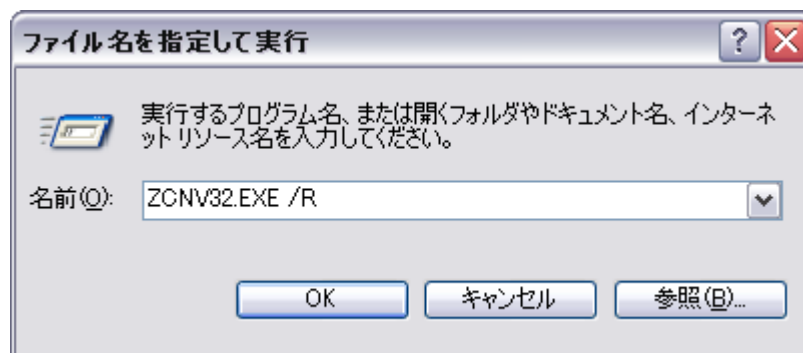 ファイル名を指定して実行
実行するプログラム名、または開くフォルダやドキュメント名、インターネ
ット リソース名を入力してください。
名前(O): ZCNV32.EXE /R
OK キャンセル 参照(B)...